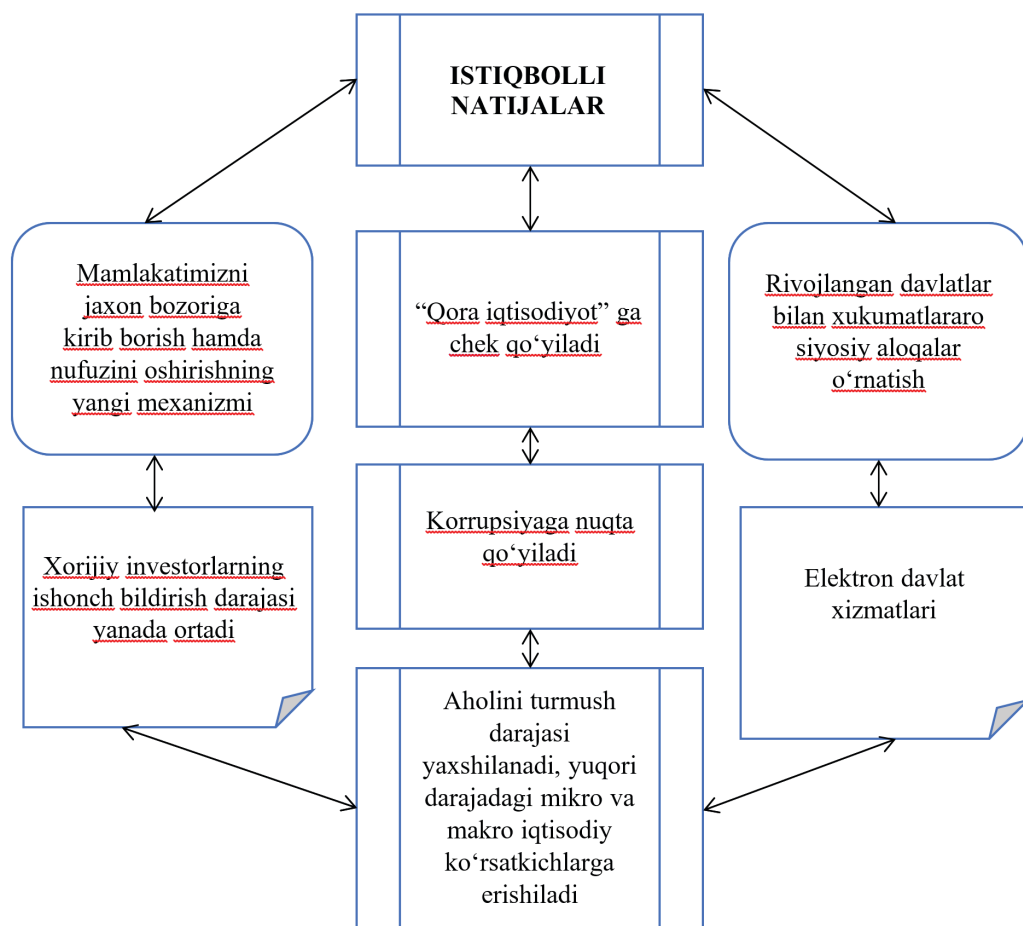 ISTIQBOLLI
NATIJALAR
Mamlakatimizni
jaxon bozoriga
kirib borish hamda
nufuzini oshirishning
yangi mexanizmi
“Qora iqtisodiyot” ga
chek qo‘yiladi
Rivojlangan davlatlar
bilan xukumatlararo
siyosiy aloqalar
o‘rnatish
Xorijiy investorlarning
ishonch bildirish darajasi
yanada ortadi
Korrupsiyaga nuqta
qo‘yiladi
Elektron davlat
xizmatlari
Aholini turmush
darajasi
yaxshilanadi, yuqori
darajadagi mikro va
makro iqtisodiy
ko‘rsatkichlarga
erishiladi